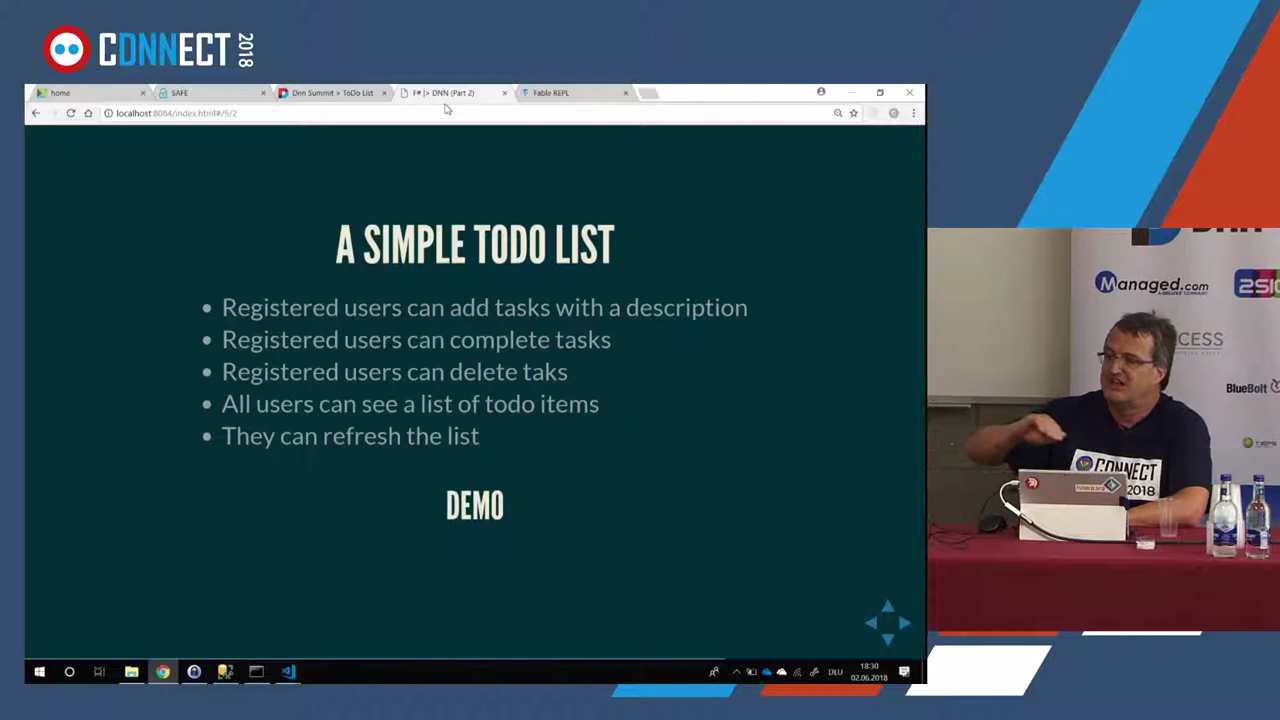 CDNNECT 2018
home
SAFE
Dnn Summit > ToDo List
F# |> DNN (Part 2)
Fable REPL
localhost:8084/index.html#/5/2
A SIMPLE TODO LIST
Registered users can add tasks with a description
Registered users can complete tasks
Registered users can delete taks
All users can see a list of todo items
They can refresh the list
DEMO
DEU
18:30
02.06.2018
Managed.com
2SIC
CESS
BlueBolt
CONNECT
2018